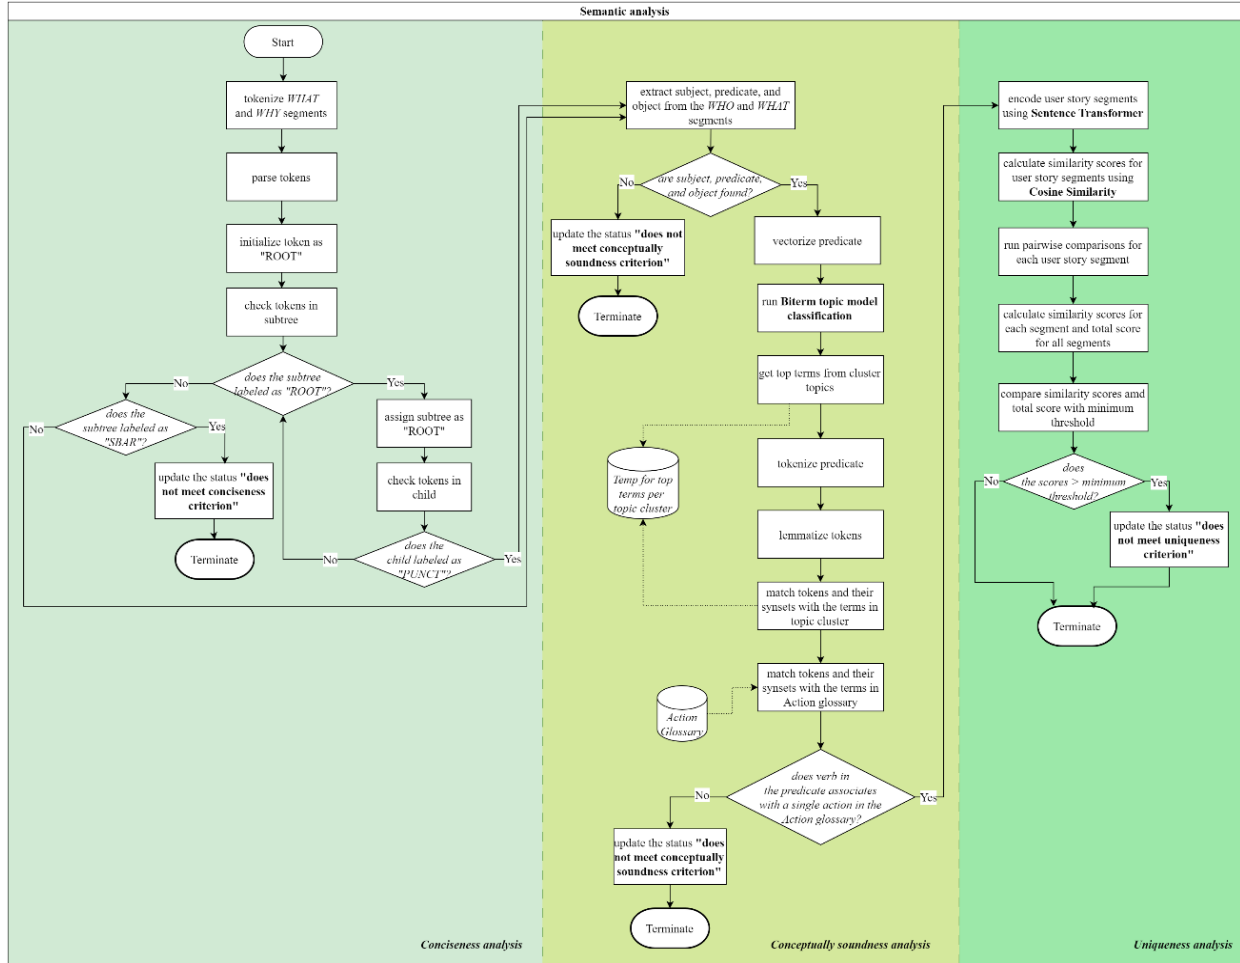 Semantic analysis
Start
tokenize WHAT
and WHY segments
parse tokens
initialize token as
"ROOT"
check tokens in
subtree
does the subtree
labeled as "ROOT"?
No
Yes
does the
subtree labeled as
"SBAR"?
No
Yes
update the status "does
not meet conciseness
criterion"
Terminate
assign subtree as
"ROOT"
check tokens in
child
does the
child labeled as
"PUNCT"?
No
Yes
Conciseness analysis
extract subject, predicate, and
object from the WHO and WHAT
segments
are subject, predicate,
and object found?
No
Yes
update the status "does not
meet conceptually
soundness criterion"
Terminate
vectorize predicate
run Biterm topic model
classification
get top terms from cluster
topics
Temp for top
terms per
topic cluster
tokenize predicate
lemmatize tokens
match tokens and their
synsets with the terms in
topic cluster
match tokens and their
synsets with the terms in
Action glossary
Action
Glossary
does verb in
the predicate associates
with a single action in the
Action glossary?
No
Yes
update the status "does
not meet conceptually
soundness criterion"
Terminate
Conceptually soundness analysis
encode user story segments
using Sentence Transformer
calculate similarity scores for
user story segments using
Cosine Similarity
run pairwise comparisons for
each user story segment
calculate similarity scores for
each segment and total score
for all segments
compare similarity scores and
total score with minimum
threshold
does
the scores > minimum
threshold?
No
Yes
update the status "does
not meet uniqueness
criterion"
Terminate
Uniqueness analysis